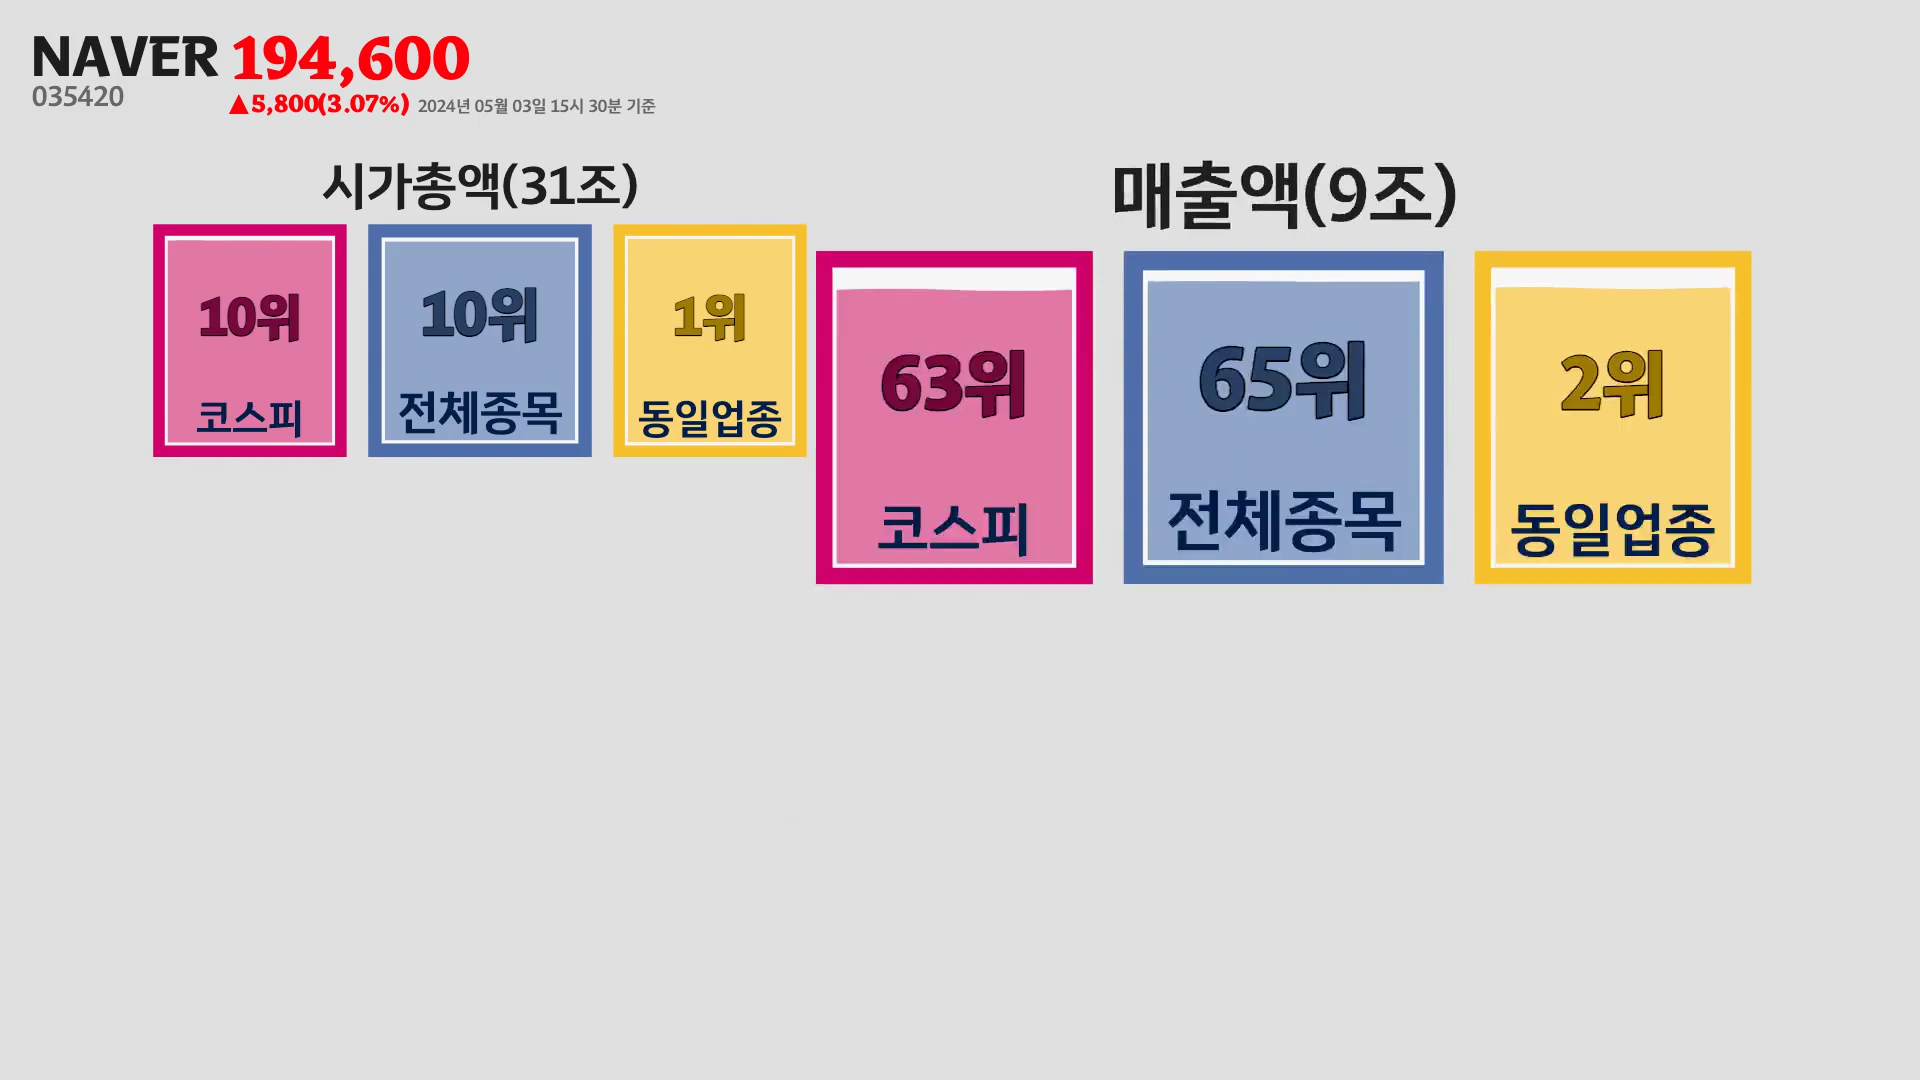 NAVER 194,600
035420
▲5,800(3.07%) 2024년 05월 03일 15시 30분 기준
시가총액(31조)
10위 10위 1위
코스피 전체종목 동일업종
매출액(9조)
63위 65위 2위
코스피 전체종목 동일업종